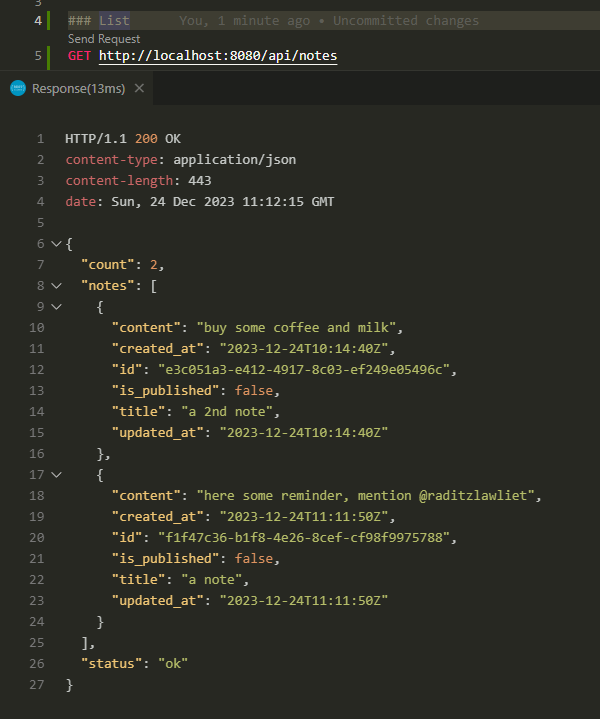 3
4 ### List You, 1 minute ago • Uncommitted changes
Send Request
5 GET http://localhost:8080/api/notes
Response(13ms) ×
1 HTTP/1.1 200 OK
2 content-type: application/json
3 content-length: 443
4 date: Sun, 24 Dec 2023 11:12:15 GMT
5
6 {
7 "count": 2,
8 "notes": [
9 {
10 "content": "buy some coffee and milk",
11 "created_at": "2023-12-24T10:14:40Z",
12 "id": "e3c051a3-e412-4917-8c03-ef249e05496c",
13 "is_published": false,
14 "title": "a 2nd note",
15 "updated_at": "2023-12-24T10:14:40Z"
16 },
17 {
18 "content": "here some reminder, mention @raditzlawliet",
19 "created_at": "2023-12-24T11:11:50Z",
20 "id": "f1f47c36-b1f8-4e26-8cef-cf98f9975788",
21 "is_published": false,
22 "title": "a note",
23 "updated_at": "2023-12-24T11:11:50Z"
24 }
25 ],
26 "status": "ok"
27 }